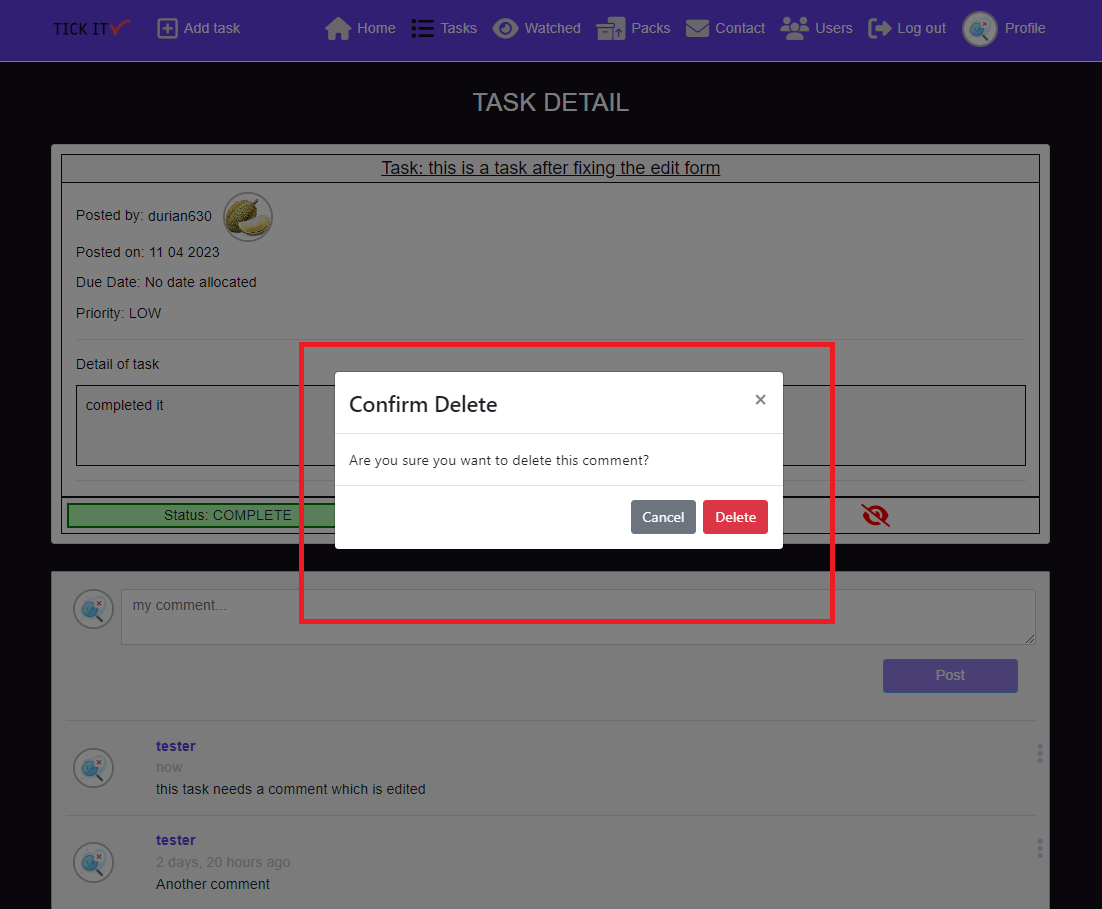 TICK IT Add task Home Tasks Watched Packs Contact Users Log out Profile
TASK DETAIL
Task: this is a task after fixing the edit form
Posted by: durian630
Posted on: 11 04 2023
Due Date: No date allocated
Priority: LOW
Detail of task
completed it
Confirm Delete ×
Are you sure you want to delete this comment?
Cancel Delete
Status: COMPLETE
my comment...
Post
tester
now
this task needs a comment which is edited
tester
2 days, 20 hours ago
Another comment